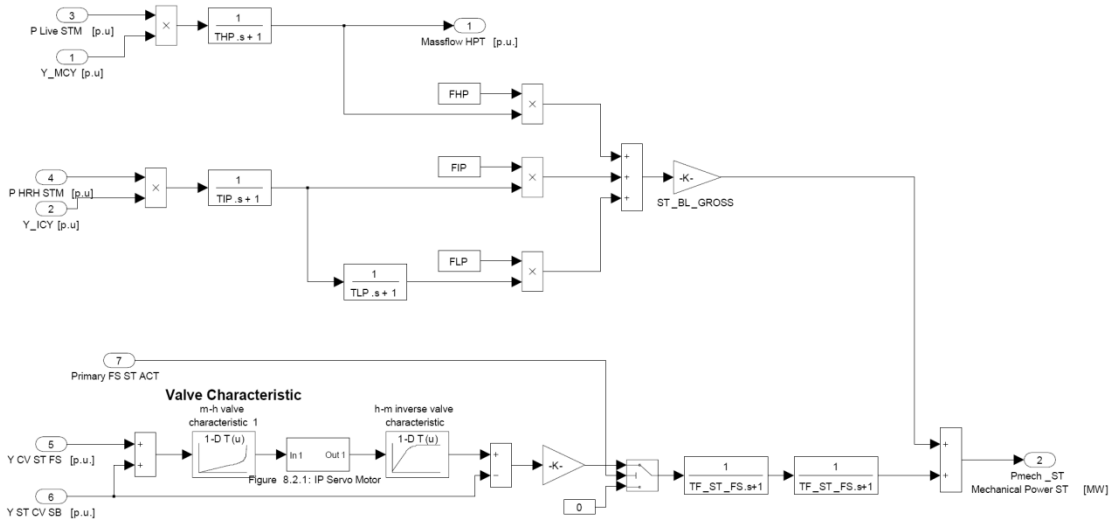 3
P Live STM [p.u]
1
Y_MCY [p.u]
×
1
THP .s + 1
1
Massflow HPT [p.u.]
FHP
×
4
P HRH STM [p.u]
2
Y_ICY [p.u]
×
1
TIP .s + 1
FIP
×
+
+
+
-K-
ST _BL _GROSS
1
TLP .s + 1
FLP
×
7
Primary FS ST ACT
Valve Characteristic
m-h valve
characteristic 1
h-m inverse valve
characteristic
5
Y CV ST FS [p.u.]
6
Y ST CV SB [p.u.]
+
+
1-D T(u)
In 1 Out 1
Figure 8.2.1: IP Servo Motor
1-D T(u)
+
−
-K-
0
1
TF_ST_FS.s+1
1
TF_ST_FS.s+1
+
+
2
Pmech _ST
Mechanical Power ST [MW]